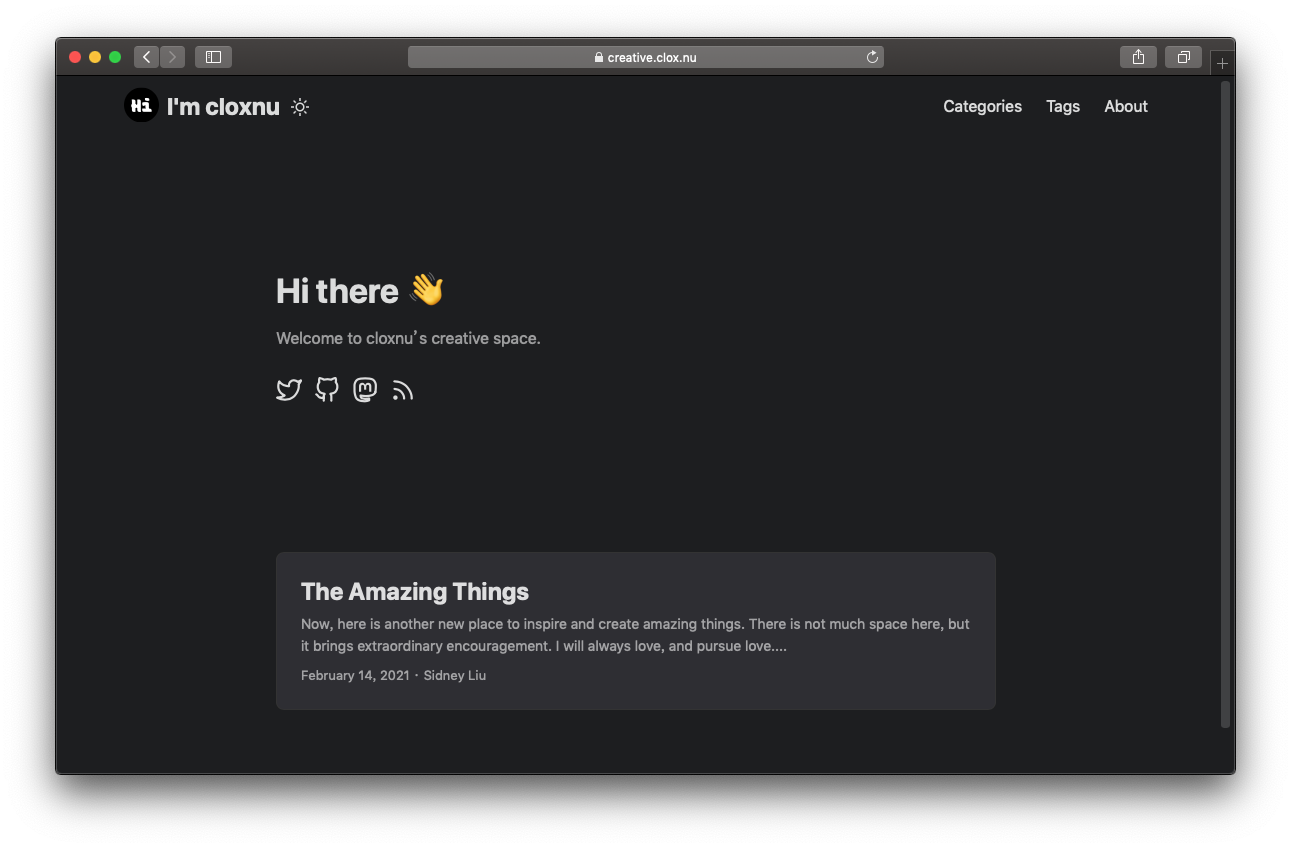 creative.clox.nu
Hi I'm cloxnu
Categories Tags About
Hi there 👋
Welcome to cloxnu’s creative space.
The Amazing Things
Now, here is another new place to inspire and create amazing things. There is not much space here, but
it brings extraordinary encouragement. I will always love, and pursue love....
February 14, 2021 · Sidney Liu